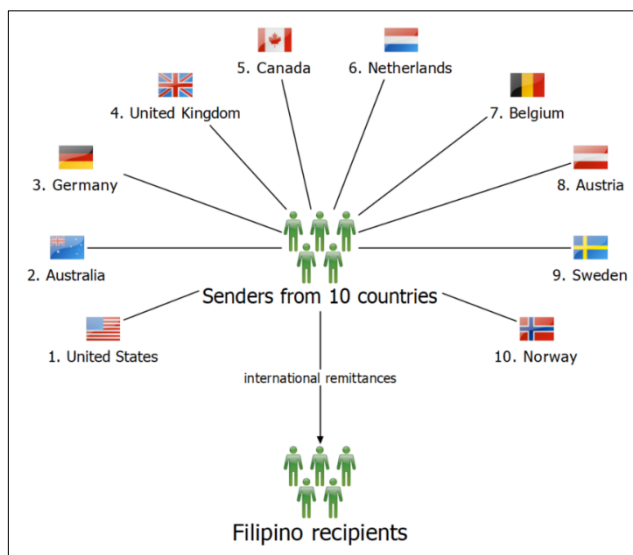 5. Canada
6. Netherlands
4. United Kingdom
7. Belgium
3. Germany
8. Austria
2. Australia
9. Sweden
Senders from 10 countries
1. United States
10. Norway
international remittances
Filipino recipients